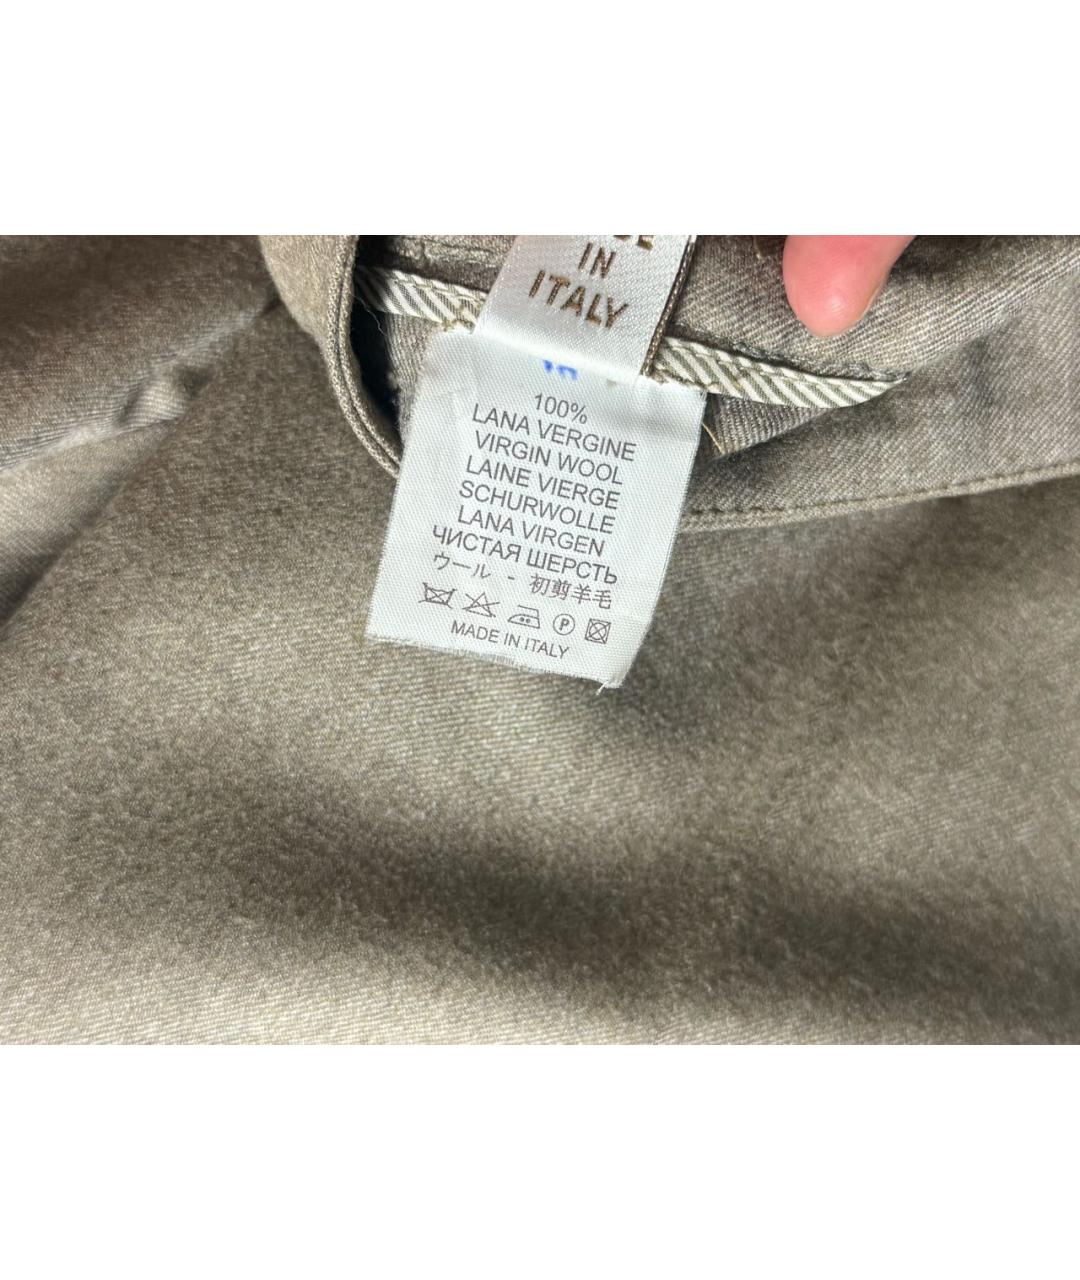 IN
ITALY
100%
LANA VERGINE
VIRGIN WOOL
LAINE VIERGE
SCHURWOLLE
LANA VIRGEN
ЧИСТАЯ ШЕРСТЬ
ウール - 初剪羊毛
MADE IN ITALY